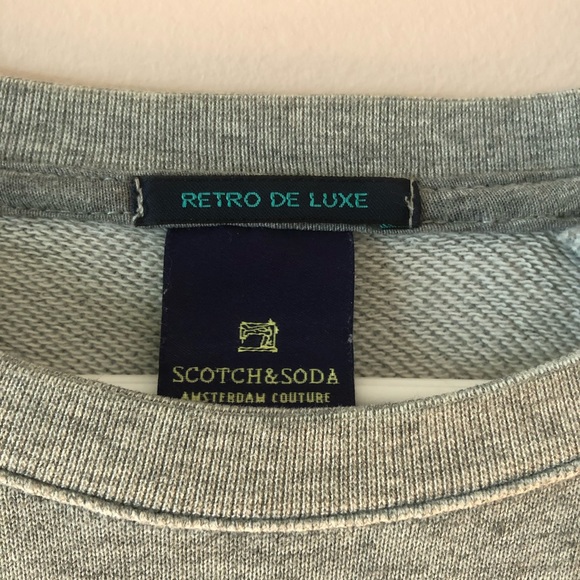 RETRO DE LUXE
SCOTCH&SODA
AMSTERDAM COUTURE